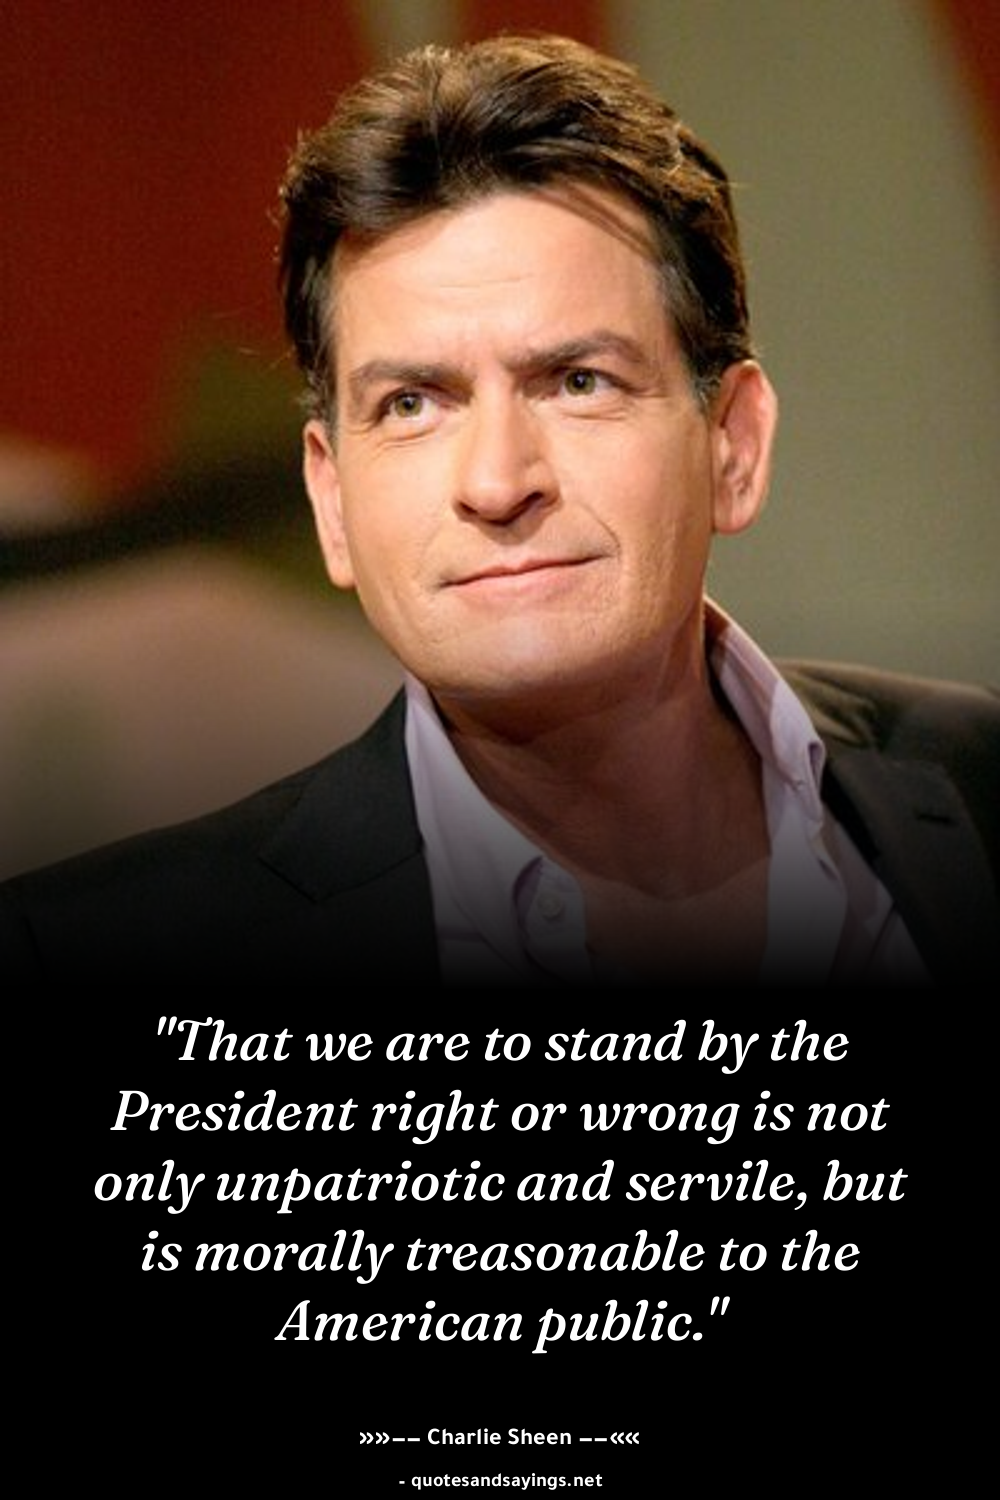 "That we are to stand by the
President right or wrong is not
only unpatriotic and servile, but
is morally treasonable to the
American public."
»»–– Charlie Sheen ––««
- quotesandsayings.net